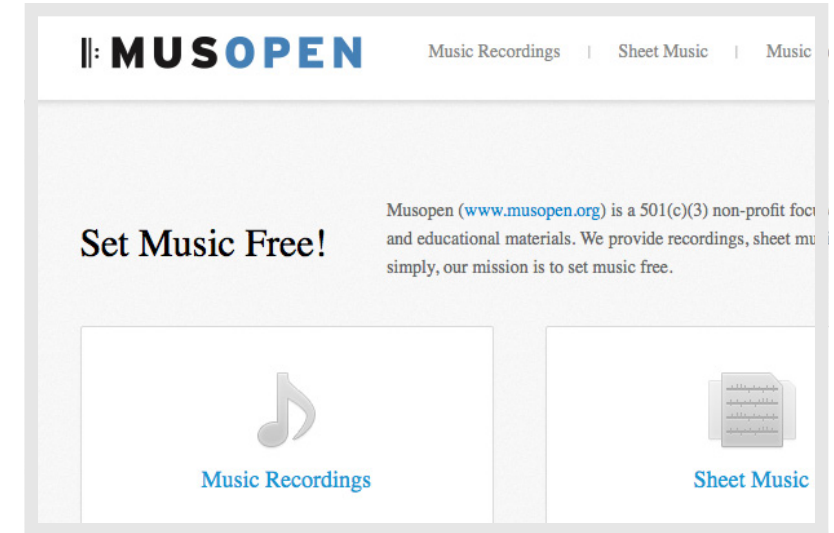 MUSOPEN
Music Recordings | Sheet Music | Music
Set Music Free!
Musopen (www.musopen.org) is a 501(c)(3) non-profit
and educational materials. We provide recordings, sheet
simply, our mission is to set music free.
Music Recordings
Sheet Music